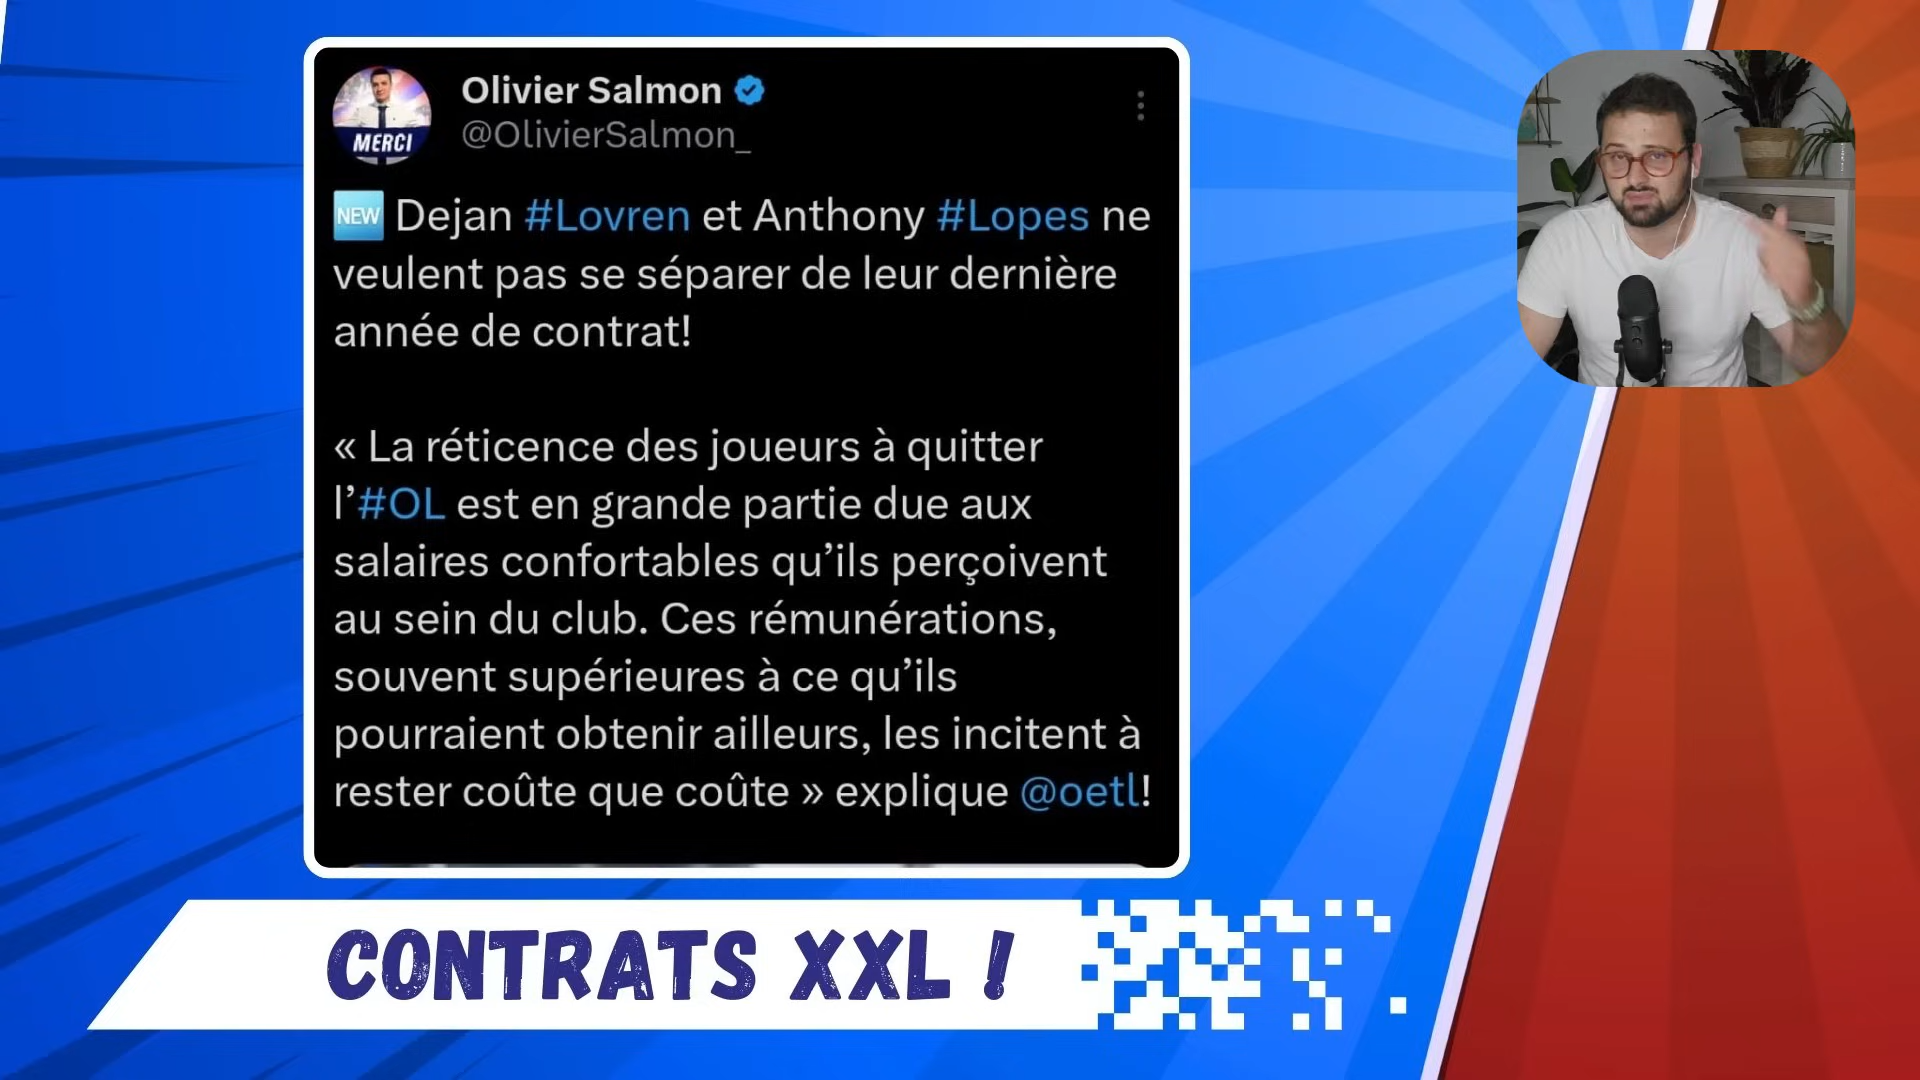 Olivier Salmon
@OlivierSalmon_
MERCI
NEW Dejan #Lovren et Anthony #Lopes ne
veulent pas se séparer de leur dernière
année de contrat!
« La réticence des joueurs à quitter
l’#OL est en grande partie due aux
salaires confortables qu’ils perçoivent
au sein du club. Ces rémunérations,
souvent supérieures à ce qu’ils
pourraient obtenir ailleurs, les incitent à
rester coûte que coûte » explique @oetl!
CONTRATS XXL !